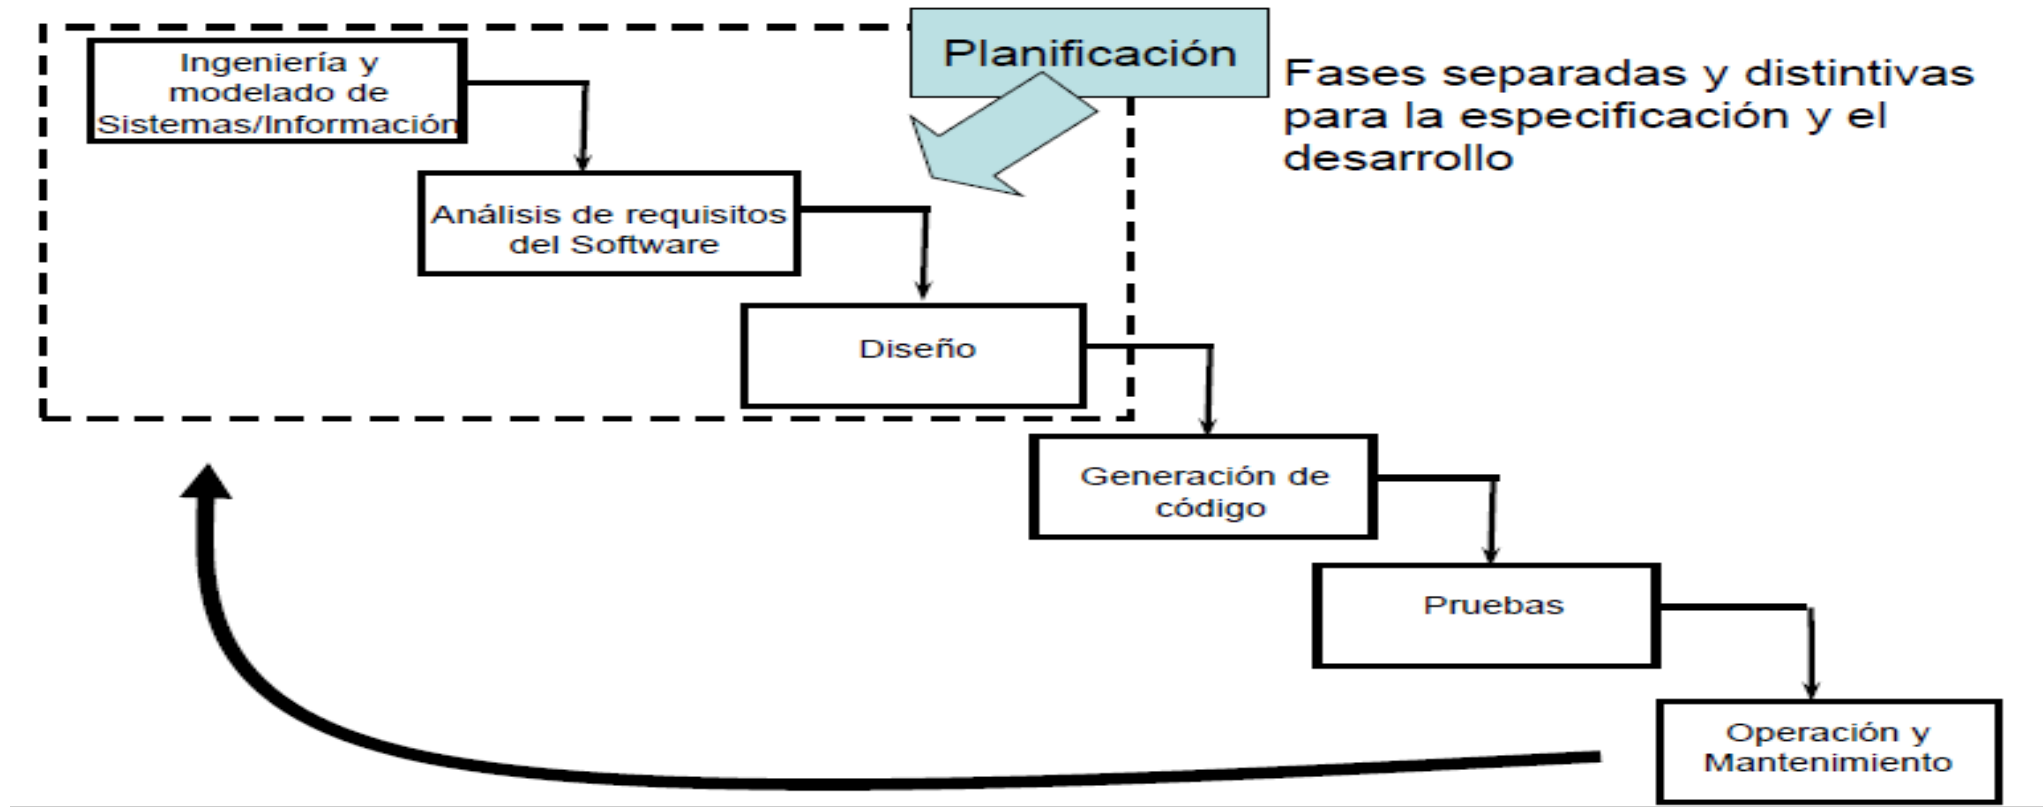 Ingeniería y
modelado de
Sistemas/Información
Planificación
Fases separadas y distintivas
para la especificación y el
desarrollo
Análisis de requisitos
del Software
Diseño
Generación de
código
Pruebas
Operación y
Mantenimiento